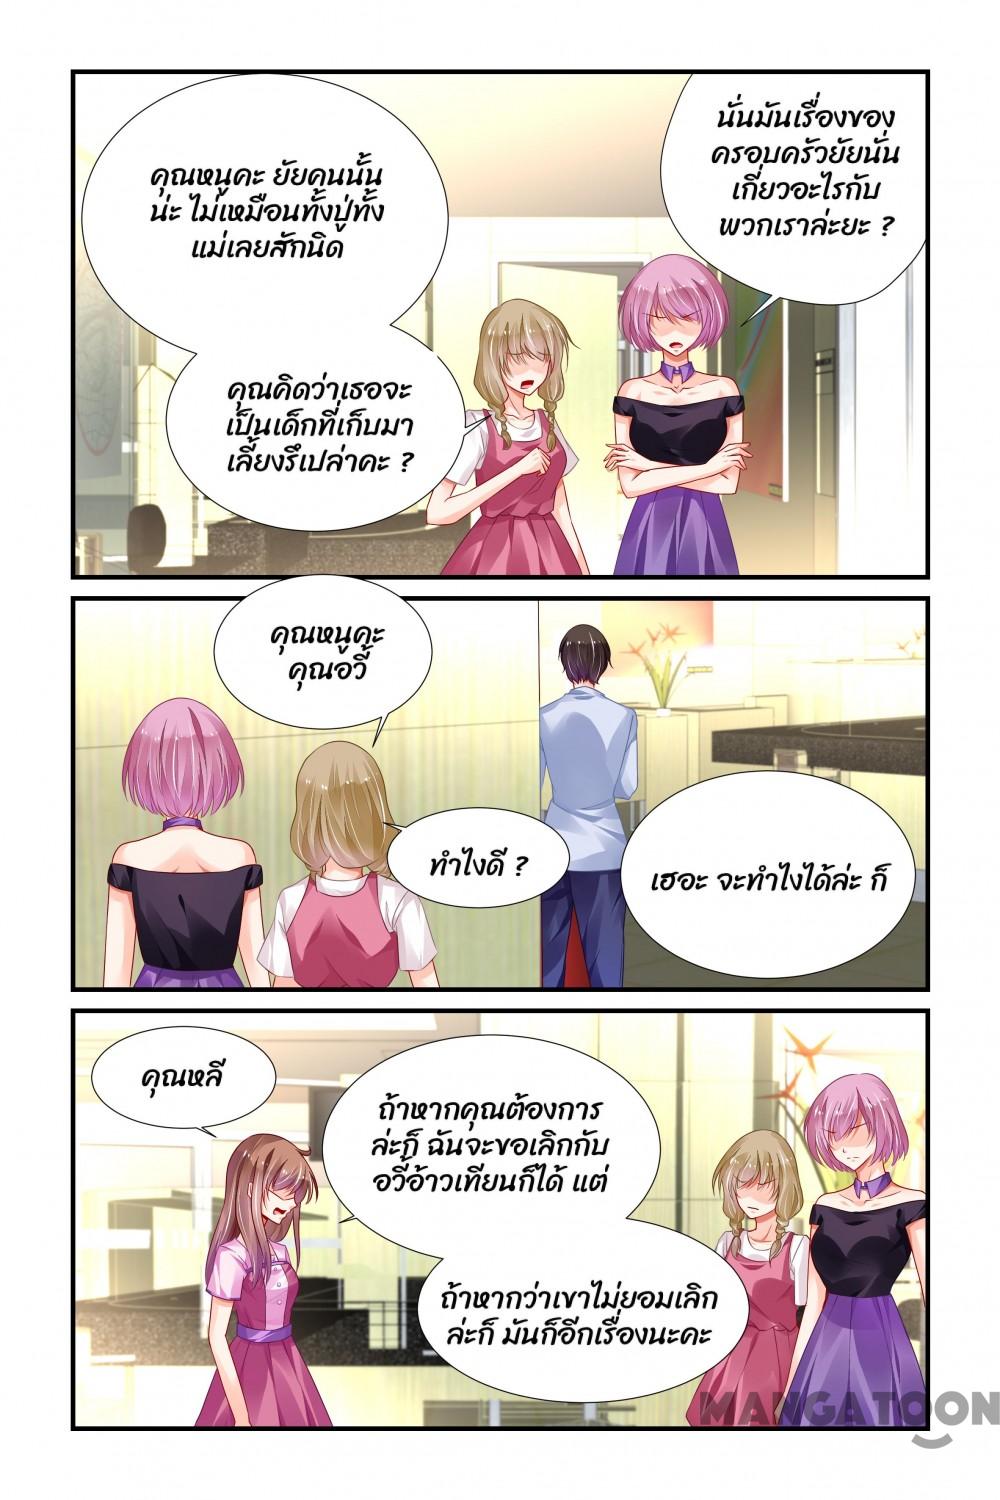 คุณหนูคะ ยัยคนนั้น
น่ะ ไม่เหมือนทั้งปู่ทั้ง
แม่เลยสักนิด
คุณคิดว่าเธอจะ
เป็นเด็กที่เก็บมา
เลี้ยงรึเปล่าคะ ?
นั่นมันเรื่องของ
ครอบครัวยัยนั่น
เกี่ยวอะไรกับ
พวกเราล่ะยะ ?
คุณหนูคะ
คุณอวี้
ทำไงดี ?
เฮอะ จะทำไงได้ล่ะ ก็
คุณหลี
ถ้าหากคุณต้องการ
ล่ะก็ ฉันจะขอเลิกกับ
อวี้อ้าวเทียนก็ได้ แต่
ถ้าหากว่าเขาไม่ยอมเลิก
ล่ะก็ มันก็อีกเรื่องนะคะ
MANGATOON